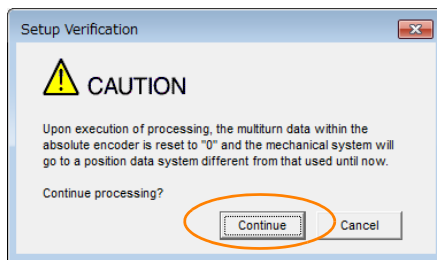 Setup Verification
CAUTION
Upon execution of processing, the multiturn data within the
absolute encoder is reset to "0" and the mechanical system will
go to a position data system different from that used until now.
Continue processing?
Continue Cancel